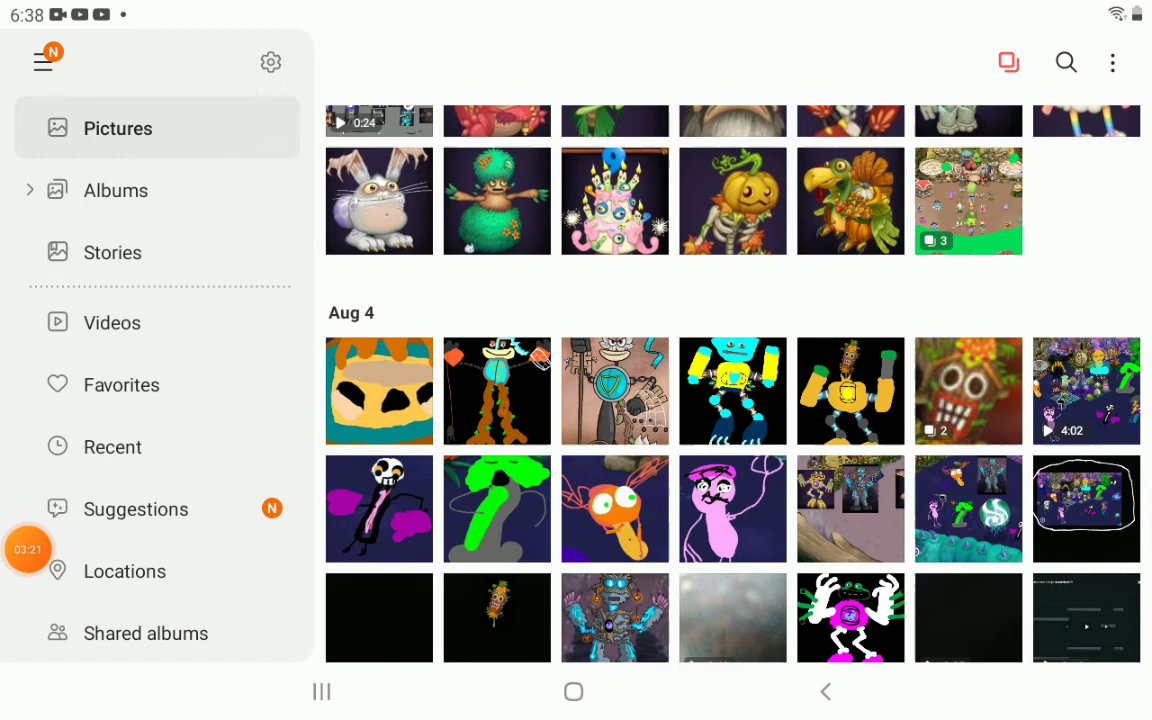 6:38
N
Pictures
0:24
Albums
Stories
3
Aug 4
Videos
Favorites
2
4:02
Recent
Suggestions N
03:21
Locations
Shared albums